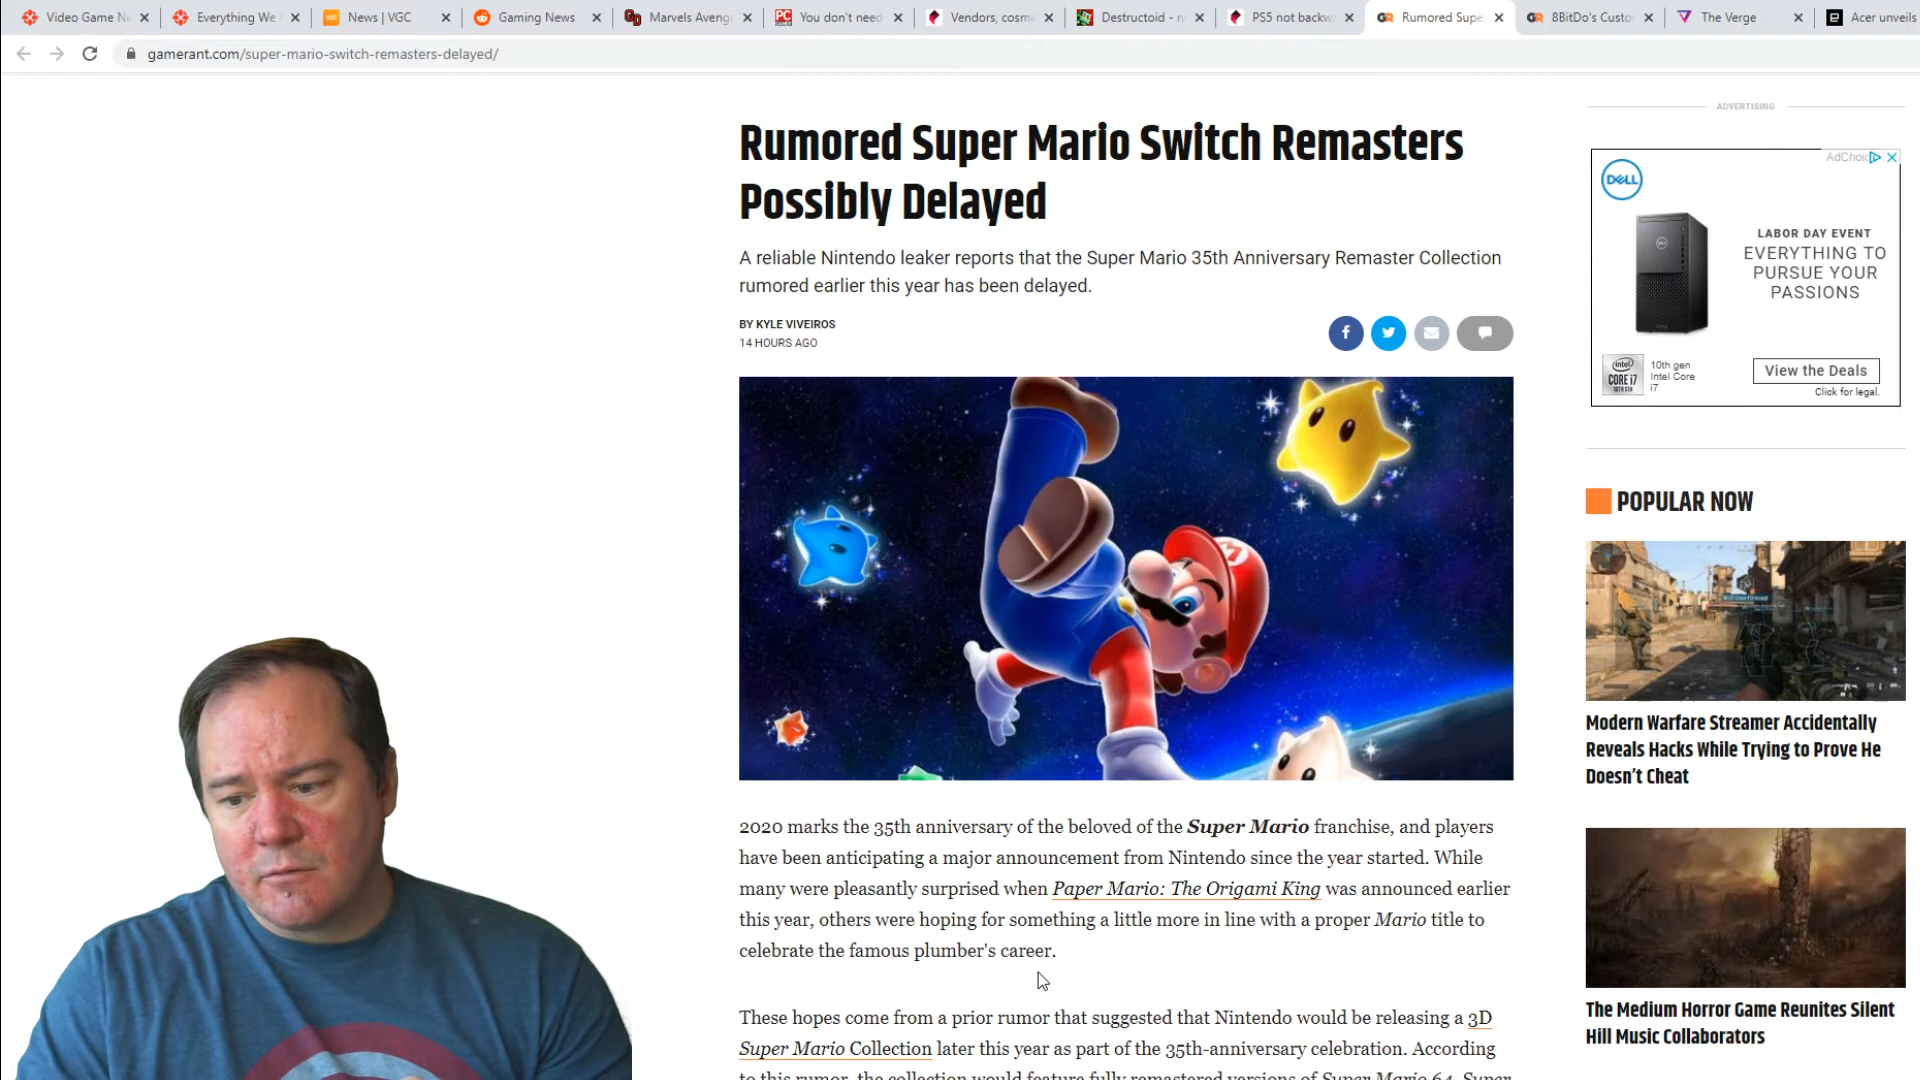 Video Game Ne
Everything We
News | VGC
Gaming News
Marvels Aveng
You don't need
Vendors, cosme
Destructoid - n
PS5 not backwa
Rumored Supe
8BitDo's Custo
The Verge
Acer unveils
gamerant.com/super-mario-switch-remasters-delayed/
Rumored Super Mario Switch Remasters
Possibly Delayed
A reliable Nintendo leaker reports that the Super Mario 35th Anniversary Remaster Collection
rumored earlier this year has been delayed.
BY KYLE VIVEIROS
14 HOURS AGO
2020 marks the 35th anniversary of the beloved of the Super Mario franchise, and players
have been anticipating a major announcement from Nintendo since the year started. While
many were pleasantly surprised when Paper Mario: The Origami King was announced earlier
this year, others were hoping for something a little more in line with a proper Mario title to
celebrate the famous plumber's career.
These hopes come from a prior rumor that suggested that Nintendo would be releasing a 3D
Super Mario Collection later this year as part of the 35th-anniversary celebration. According
to this rumor, the collection would feature fully remastered versions of Super Mario 64, Super
ADVERTISING
AdChoic
DELL
LABOR DAY EVENT
EVERYTHING TO
PURSUE YOUR
PASSIONS
intel
CORE i7
10th gen
Intel Core
i7
View the Deals
Click for legal.
POPULAR NOW
Modern Warfare Streamer Accidentally
Reveals Hacks While Trying to Prove He
Doesn't Cheat
The Medium Horror Game Reunites Silent
Hill Music Collaborators